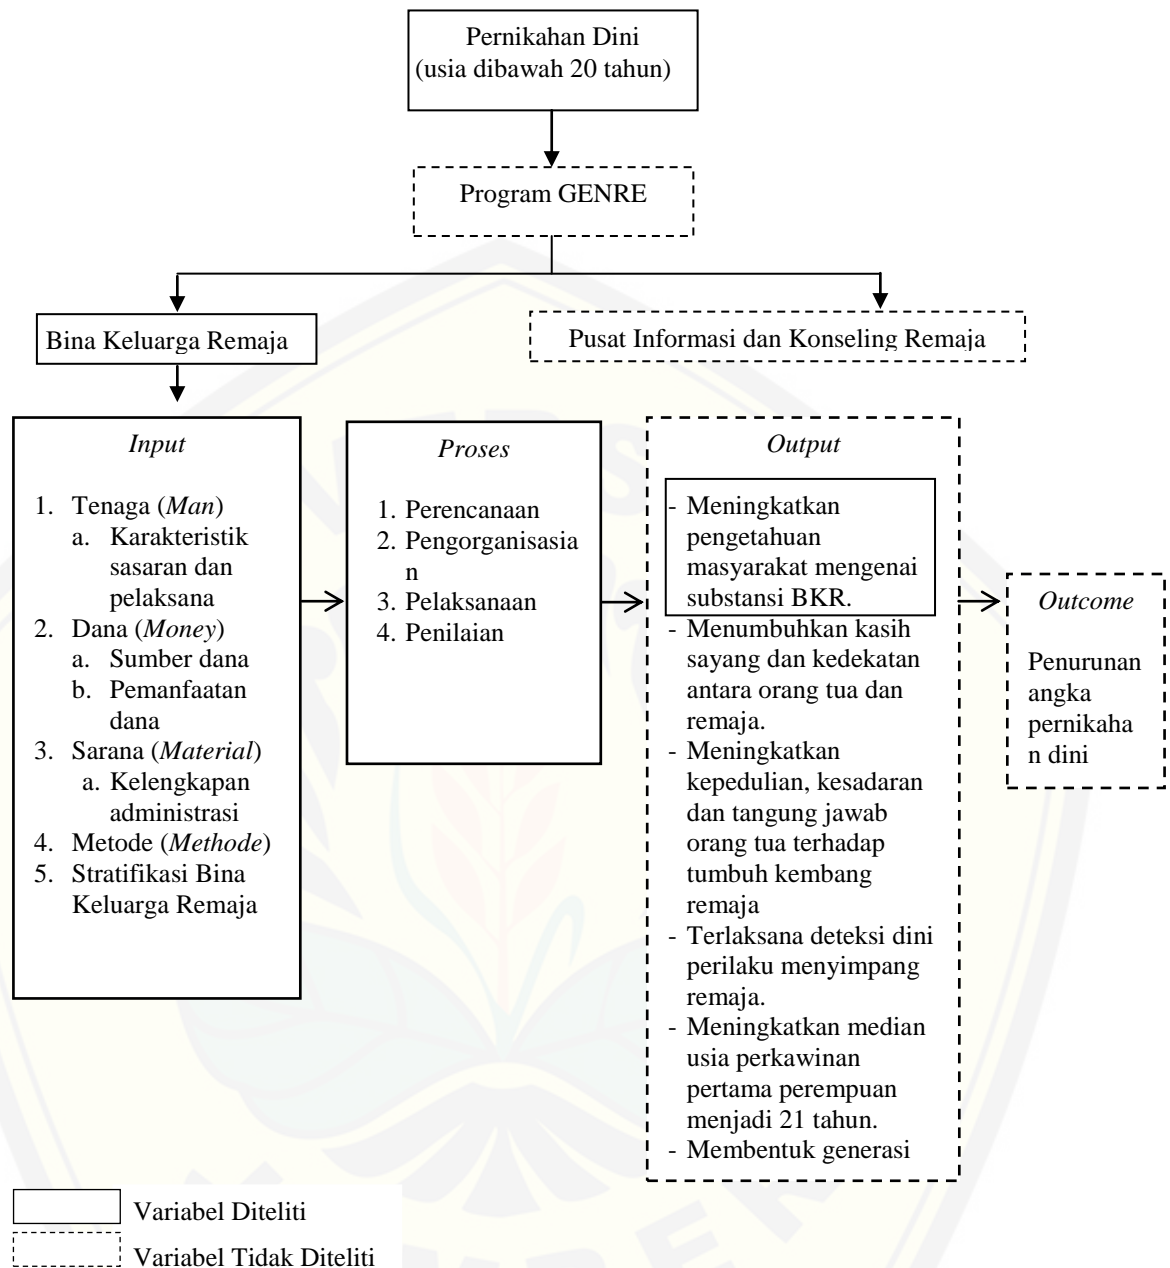 Pernikahan Dini
(usia dibawah 20 tahun)
Program GENRE
Bina Keluarga Remaja
Pusat Informasi dan Konseling Remaja
Input
1. Tenaga (Man)
a. Karakteristik
sasaran dan
pelaksana
2. Dana (Money)
a. Sumber dana
b. Pemanfaatan
dana
3. Sarana (Material)
a. Kelengkapan
administrasi
4. Metode (Methode)
5. Stratifikasi Bina
Keluarga Remaja
Proses
1. Perencanaan
2. Pengorganisasia
n
3. Pelaksanaan
4. Penilaian
Output
- Meningkatkan
pengetahuan
masyarakat mengenai
substansi BKR.
- Menumbuhkan kasih
sayang dan kedekatan
antara orang tua dan
remaja.
- Meningkatkan
kepedulian, kesadaran
dan tangung jawab
orang tua terhadap
tumbuh kembang
remaja
- Terlaksana deteksi dini
perilaku menyimpang
remaja.
- Meningkatkan median
usia perkawinan
pertama perempuan
menjadi 21 tahun.
- Membentuk generasi
Outcome
Penurunan
angka
pernikaha
n dini
Variabel Diteliti
Variabel Tidak Diteliti